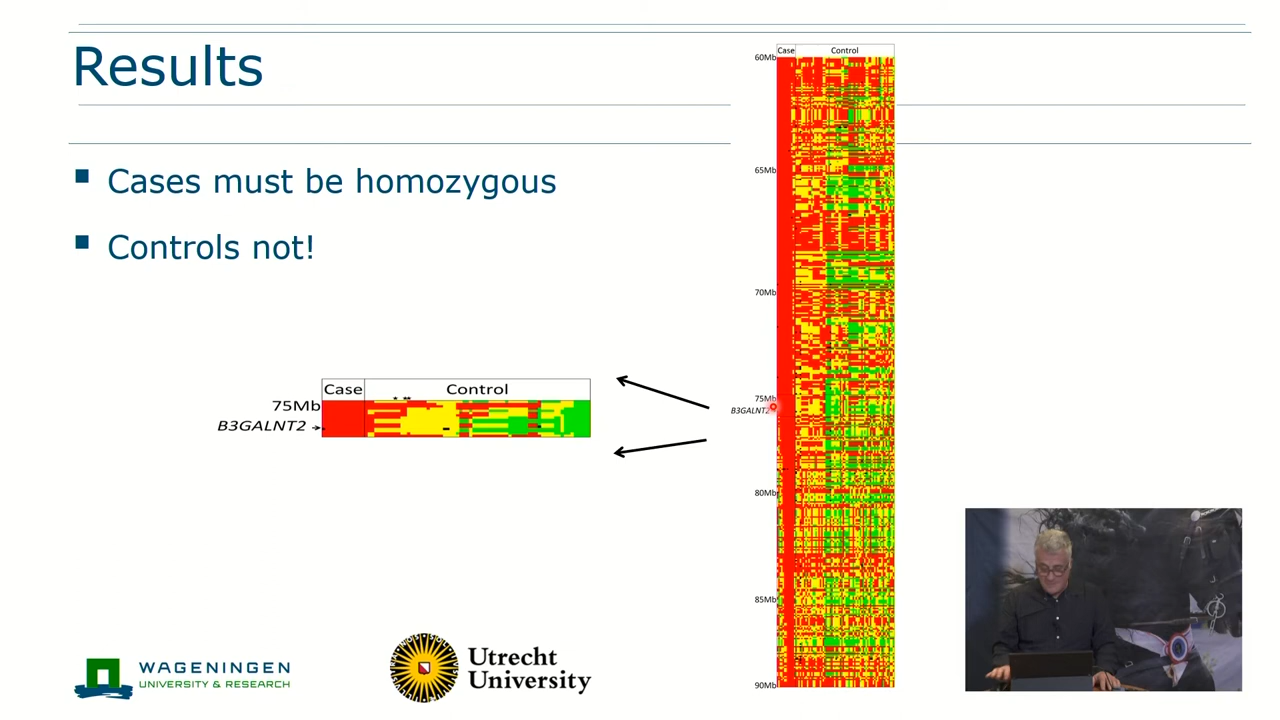 Results
Cases must be homozygous
Controls not!
Case
Control
75Mb
B3GALNT2
Case
Control
60Mb
65Mb
70Mb
75Mb
B3GALNT2
80Mb
85Mb
90Mb
WAGENINGEN
UNIVERSITY & RESEARCH
Utrecht
University